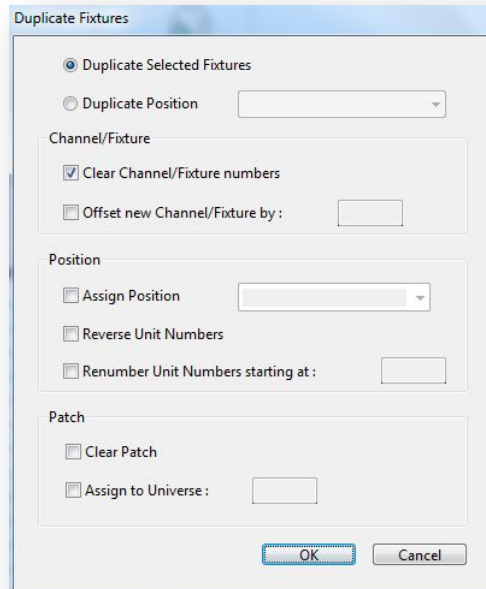 Duplicate Fixtures
Duplicate Selected Fixtures
Duplicate Position
Channel/Fixture
Clear Channel/Fixture numbers
Offset new Channel/Fixture by :
Position
Assign Position
Reverse Unit Numbers
Renumber Unit Numbers starting at :
Patch
Clear Patch
Assign to Universe :
OK Cancel